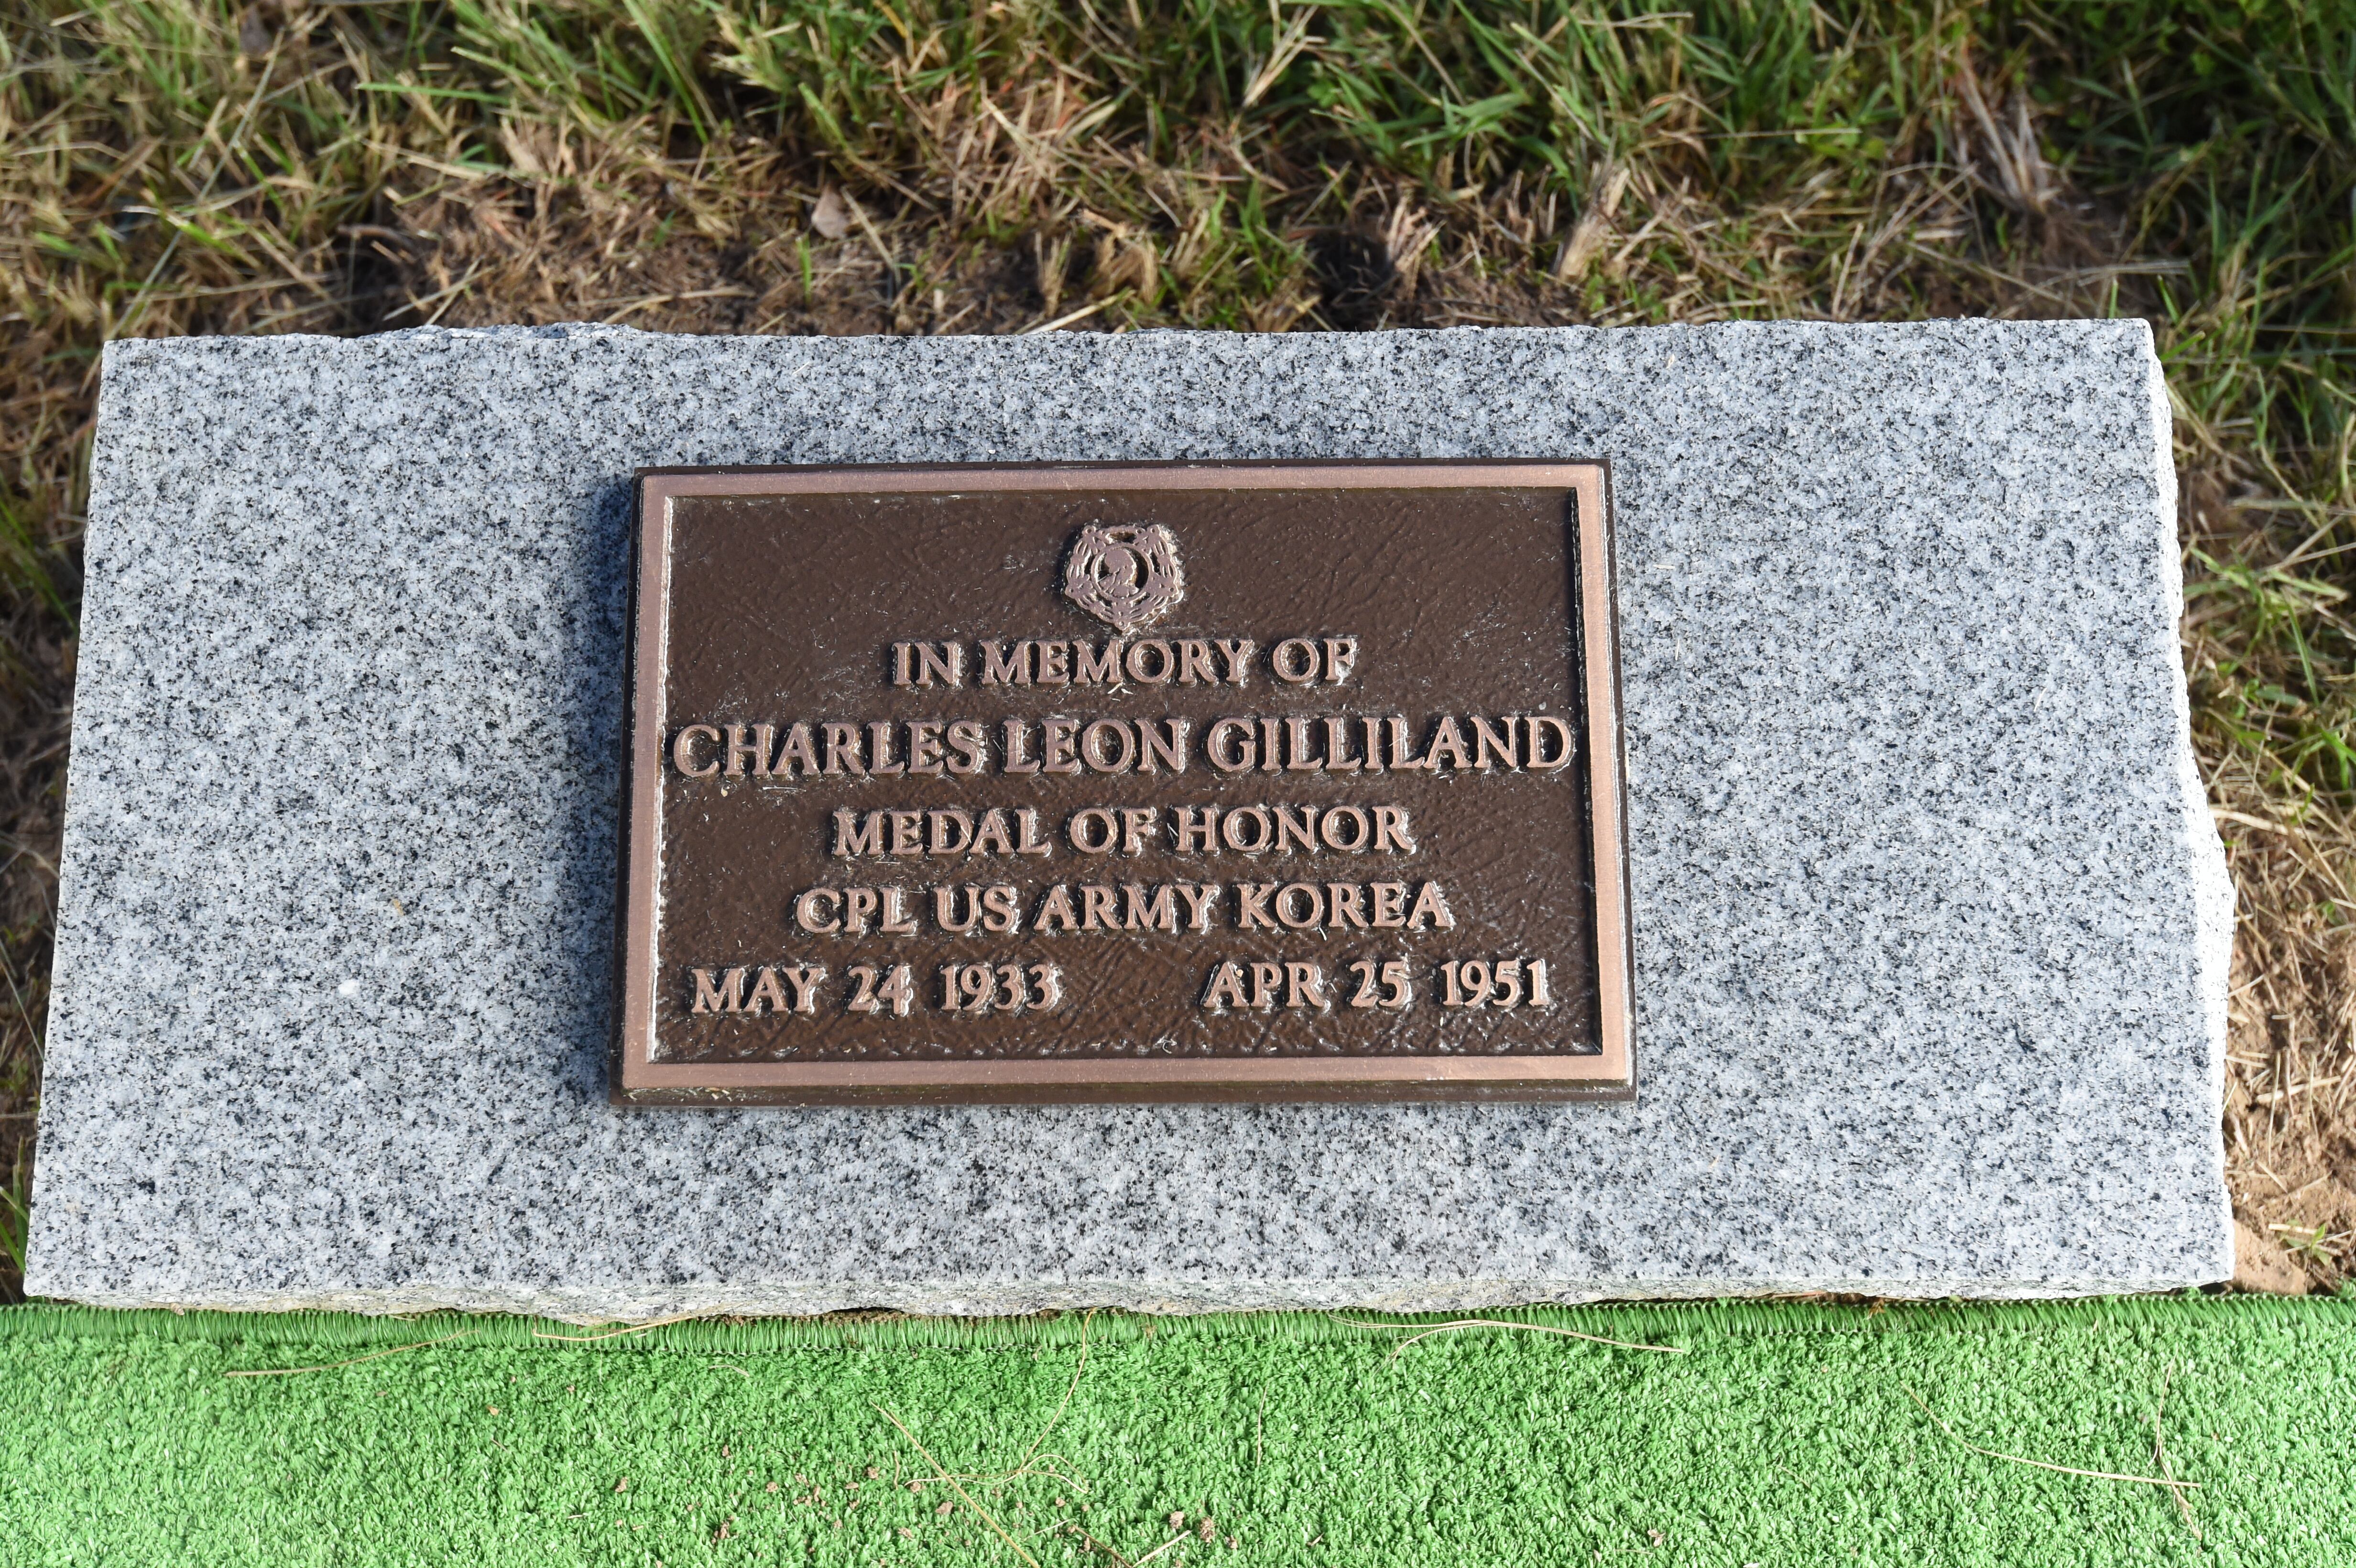 IN MEMORY OF
CHARLES LEON GILLILAND
MEDAL OF HONOR
CPL US ARMY KOREA
MAY 24 1933 APR 25 1951